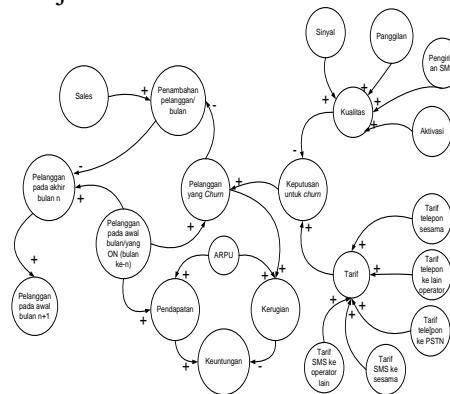 Sinyal
Panggilan
Pengiri
an SM
Kualitas
Aktivasi
Sales
Penambahan
pelanggan/
bulan
Pelanggan
pada akhir
bulan n
Pelanggan
yang Churn
Keputusan
untuk churn
Pelanggan
pada awal
bulan/yang
ON (bulan
ke-n)
ARPU
Pelanggan
pada awal
bulan n+1
Pendapatan
Kerugian
Keuntungan
Tarif
Tarif
telepon
sesama
Tarif
telepon
ke lain
operator
Tarif
tele[pon
ke PSTN
Tarif
SMS ke
sesama
Tarif
SMS ke
operator
lain
+
-
+
+
+
+
-
-
+
+
+
+
+
+
+
+
+
-
+
+
+
+
+
+